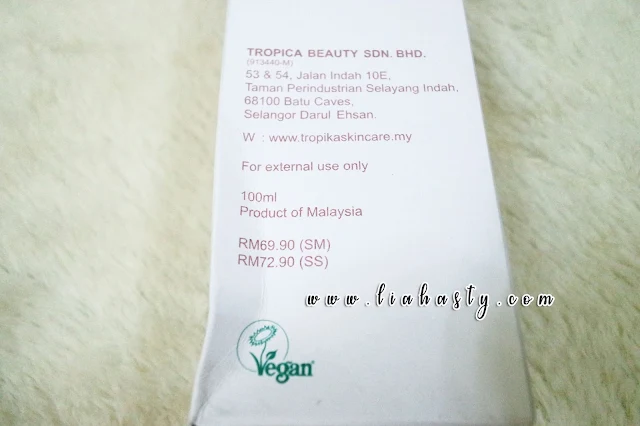 TROPICA BEAUTY SDN. BHD.
(913440-M)
53 & 54, Jalan Indah 10E,
Taman Perindustrian Selayang Indah,
68100 Batu Caves,
Selangor Darul Ehsan.
W : www.tropikaskincare.my
For external use only
100ml
Product of Malaysia
RM69.90 (SM)
RM72.90 (SS)
www.liahasty.com
Vegan